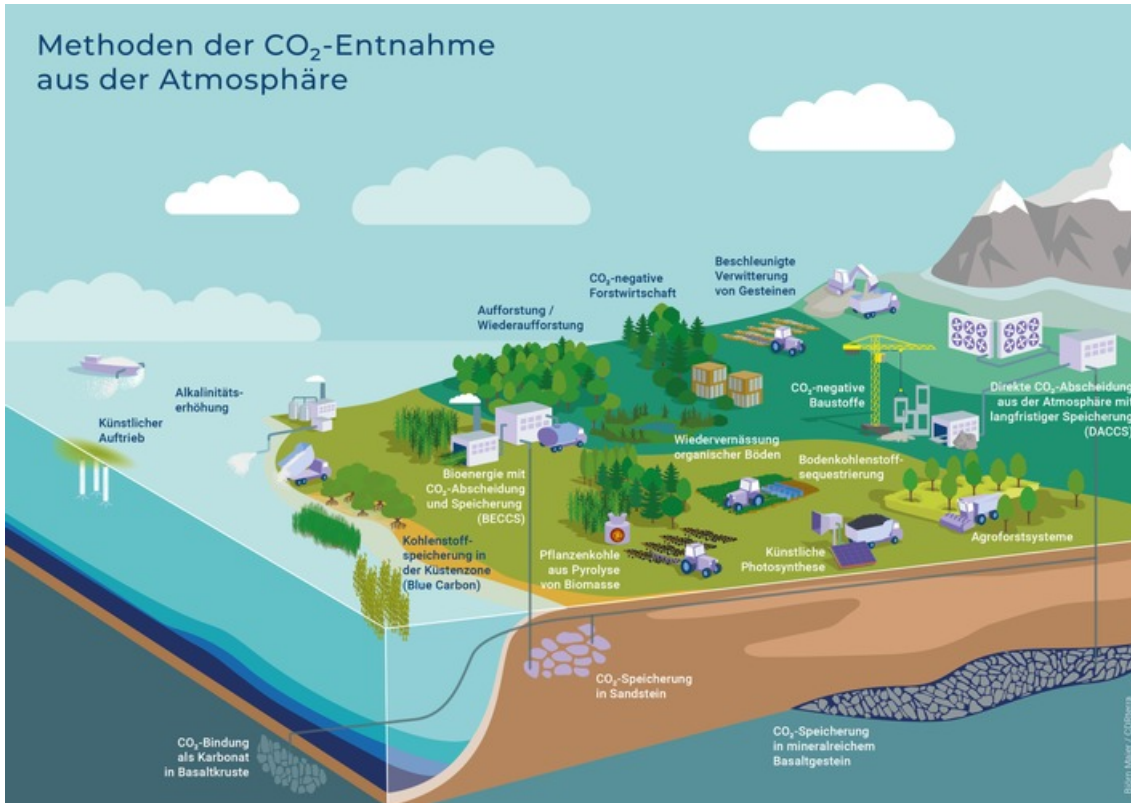 Methoden der CO₂-Entnahme
aus der Atmosphäre
Beschleunigte
Verwitterung
von Gesteinen
CO₂-negative
Forstwirtschaft
Aufforstung /
Wiederaufforstung
Alkalinitäts-
erhöhung
Künstlicher
Auftrieb
CO₂-negative
Baustoffe
Direkte CO₂-Abscheidung
aus der Atmosphäre mit
langfristiger Speicherung
(DACCS)
Wiedervernässung
organischer Böden
Bodenkohlenstoff-
sequestrierung
Bioenergie mit
CO₂-Abscheidung
und Speicherung
(BECCS)
Kohlenstoff-
speicherung in
der Küstenzone
(Blue Carbon)
Pflanzenkohle
aus Pyrolyse
von Biomasse
Künstliche
Photosynthese
Agroforstsysteme
CO₂-Speicherung
in Sandstein
CO₂-Speicherung
in mineralreichem
Basaltgestein
CO₂-Bindung
als Karbonat
in Basaltkruste